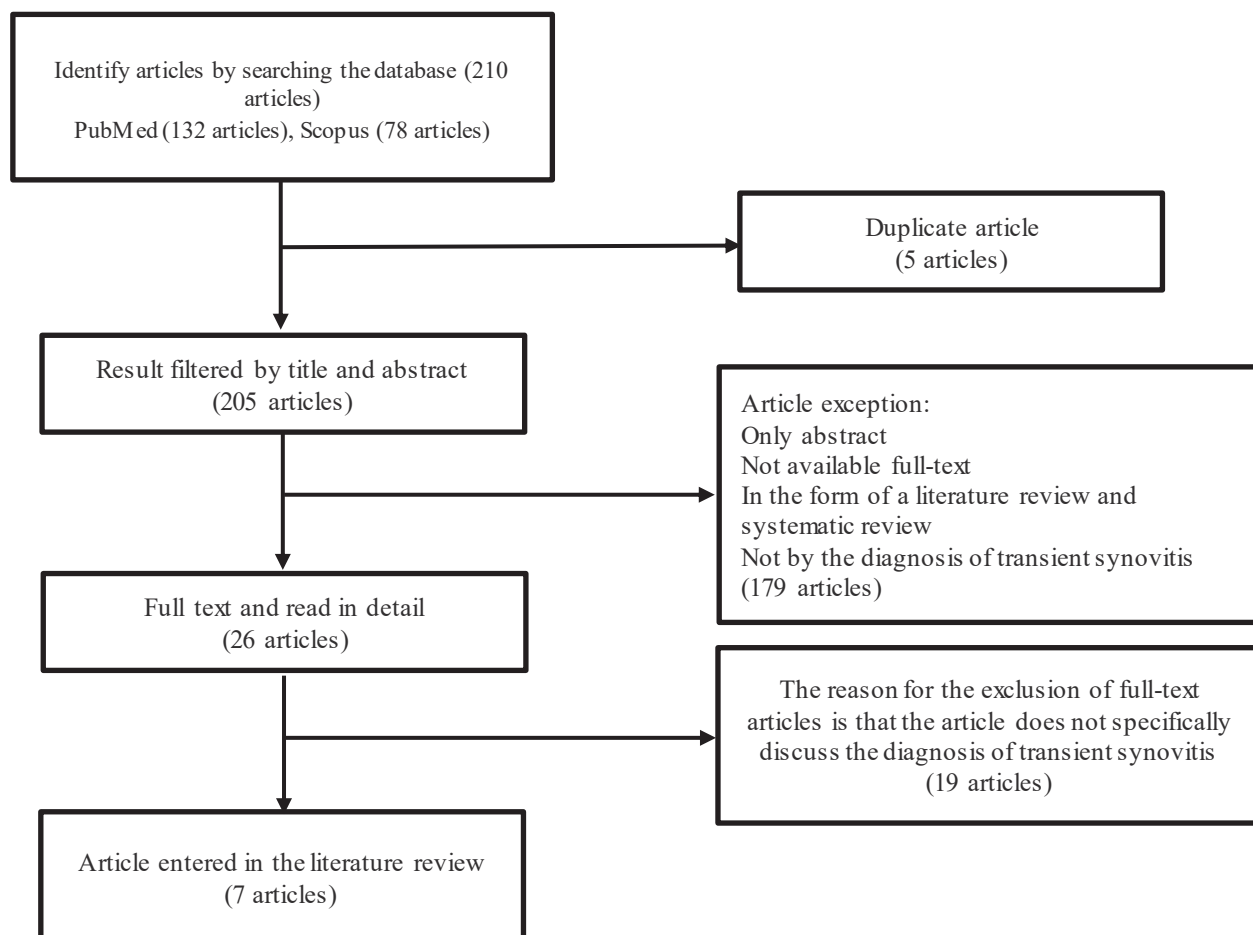 Identify articles by searching the database (210
articles)
PubMed (132 articles), Scopus (78 articles)
Duplicate article
(5 articles)
Result filtered by title and abstract
(205 articles)
Article exception:
Only abstract
Not available full-text
In the form of a literature review and
systematic review
Not by the diagnosis of transient synovitis
(179 articles)
Full text and read in detail
(26 articles)
The reason for the exclusion of full-text
articles is that the article does not specifically
discuss the diagnosis of transient synovitis
(19 articles)
Article entered in the literature review
(7 articles)